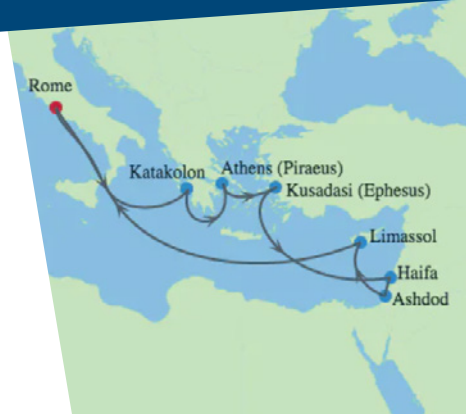 Rome
Katakolon
Athens (Piraeus)
Kusadasi (Ephesus)
Limassol
Haifa
Ashdod